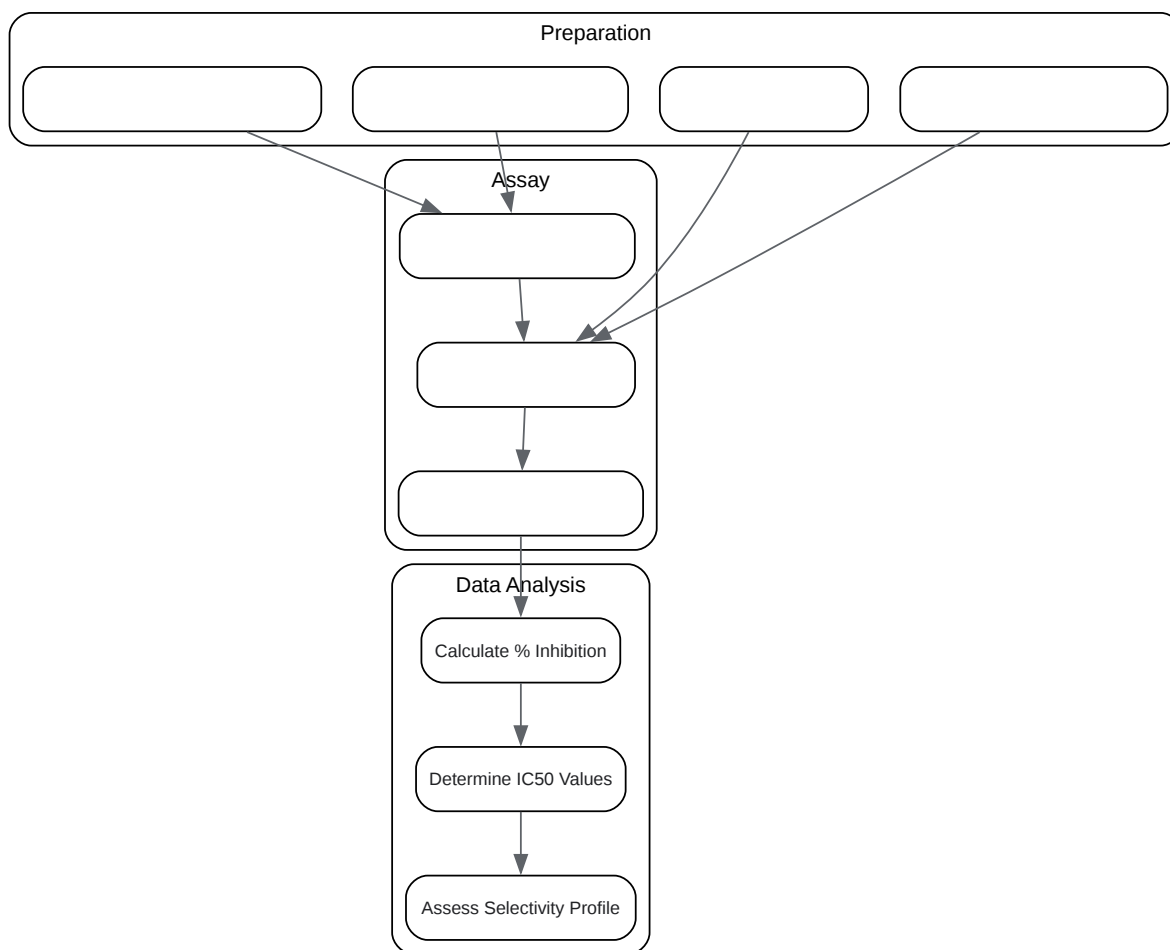 Preparation
Assay
Data Analysis
Calculate % Inhibition
Determine IC50 Values
Assess Selectivity Profile